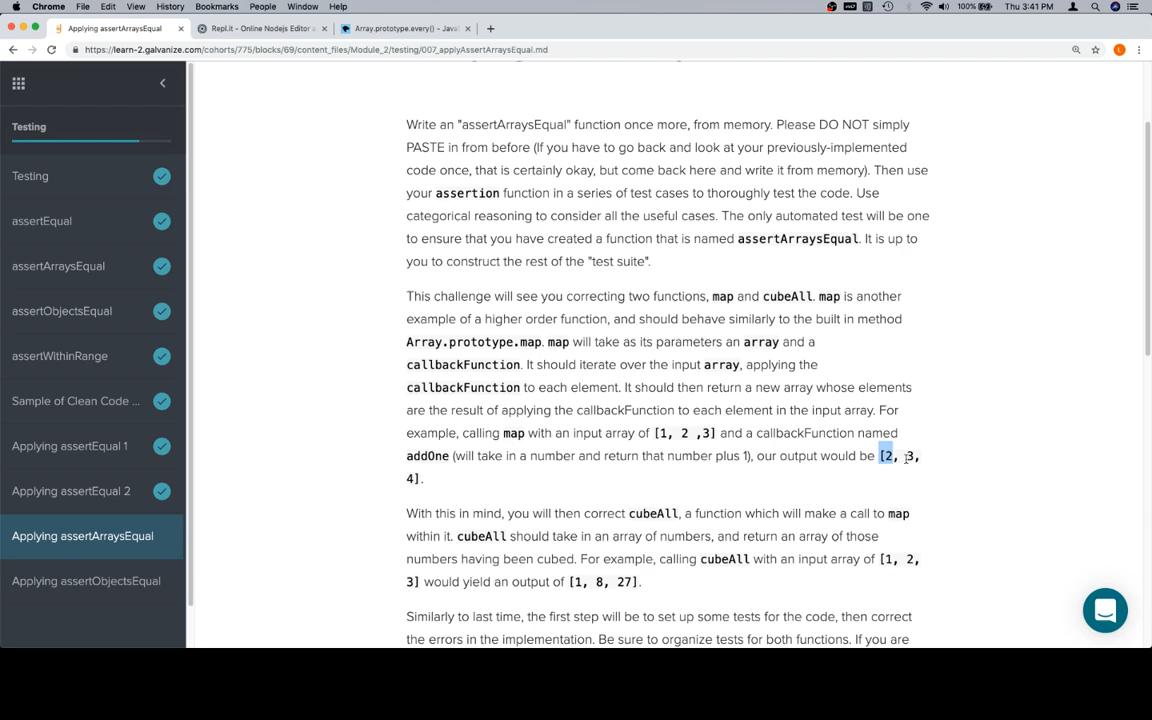 Chrome File Edit View History Bookmarks People Window Help 100% Thu 3:41 PM
Applying assertArraysEqual Repl.it - Online Nodejs Editor a Array.prototype.every() - JavaS
https://learn-2.galvanize.com/cohorts/775/blocks/69/content_files/Module_2/testing/007_applyAssertArraysEqual.md
Testing
Testing
assertEqual
assertArraysEqual
assertObjectsEqual
assertWithinRange
Sample of Clean Code ...
Applying assertEqual 1
Applying assertEqual 2
Applying assertArraysEqual
Applying assertObjectsEqual
Write an "assertArraysEqual" function once more, from memory. Please DO NOT simply
PASTE in from before (If you have to go back and look at your previously-implemented
code once, that is certainly okay, but come back here and write it from memory). Then use
your assertion function in a series of test cases to thoroughly test the code. Use
categorical reasoning to consider all the useful cases. The only automated test will be one
to ensure that you have created a function that is named assertArraysEqual. It is up to
you to construct the rest of the "test suite".
This challenge will see you correcting two functions, map and cubeAll. map is another
example of a higher order function, and should behave similarly to the built in method
Array.prototype.map. map will take as its parameters an array and a
callbackFunction. It should iterate over the input array, applying the
callbackFunction to each element. It should then return a new array whose elements
are the result of applying the callbackFunction to each element in the input array. For
example, calling map with an input array of [1, 2 ,3] and a callbackFunction named
addOne (will take in a number and return that number plus 1), our output would be [2, 3,
4].
With this in mind, you will then correct cubeAll, a function which will make a call to map
within it. cubeAll should take in an array of numbers, and return an array of those
numbers having been cubed. For example, calling cubeAll with an input array of [1, 2,
3] would yield an output of [1, 8, 27].
Similarly to last time, the first step will be to set up some tests for the code, then correct
the errors in the implementation. Be sure to organize tests for both functions. If you are